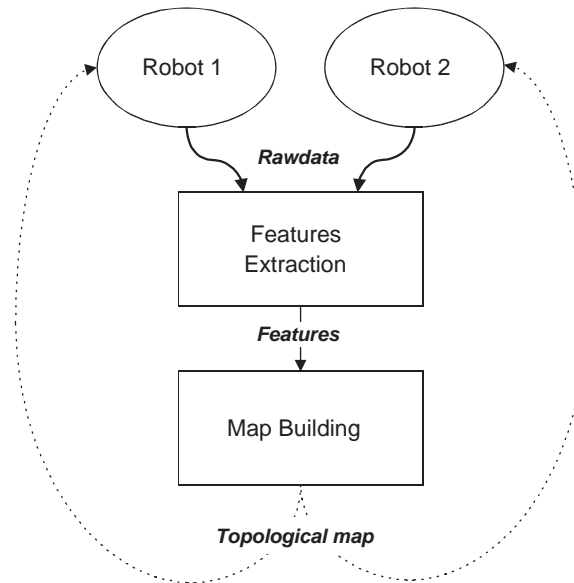 Robot 1
Robot 2
Rawdata
Features
Extraction
Features
Map Building
Topological map